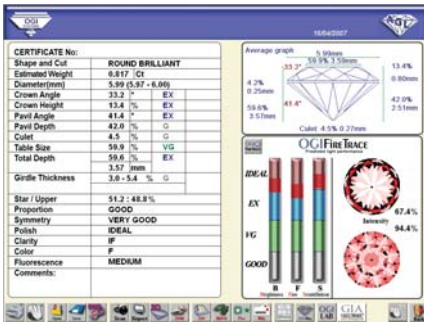 OGI
16/04/2007
CERTIFICATE No:
Shape and Cut ROUND BRILLIANT
Estimated Weight 0.817 Ct
Diameter(mm) 5.99 (5.97 - 6.00)
Crown Angle 33.2 ° EX
Crown Height 13.4 % EX
Pavil Angle 41.4 ° EX
Pavil Depth 42.0 % G
Culet 4.5 % G
Table Size 59.9 % VG
Total Depth 59.6 % EX
3.57 mm
Girdle Thickness 3.0 - 5.4 % G
Star / Upper 51.2 : 48.8 %
Proportion GOOD
Symmetry VERY GOOD
Polish IDEAL
Clarity IF
Color F
Fluorescence MEDIUM
Comments:
Average graph
5.99mm
59.9% 3.59mm
33.2°
13.4%
0.80mm
4.2%
0.25mm
59.6%
3.57mm
41.4°
42.0%
2.51mm
Culet: 4.5% 0.27mm
OGI FIRETRACE
IDEAL
EX
VG
GOOD
B F S
Intensity
67.4%
94.4%
Scan Report
OGI LAB GIA